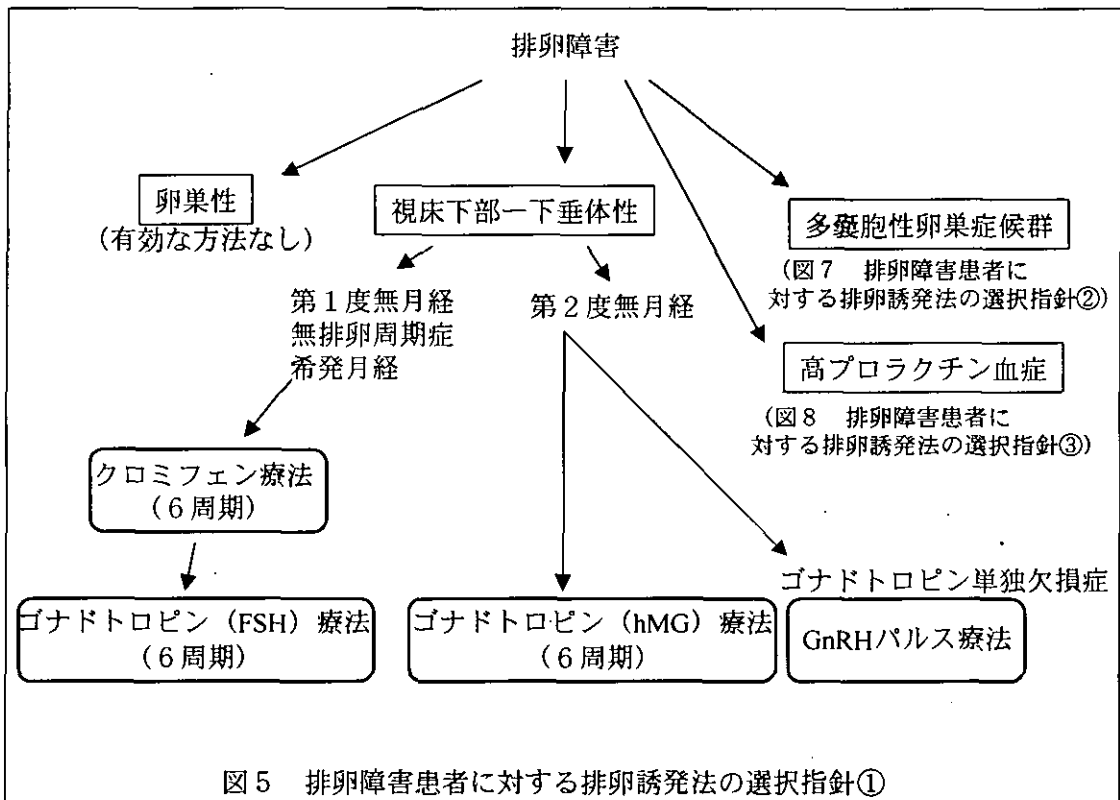 排卵障害
卵巣性
(有効な方法なし)
視床下部ー下垂体性
多嚢胞性卵巣症候群
(図7 排卵障害患者に
対する排卵誘発法の選択指針②)
第1度無月経
無排卵周期症
希発月経
第2度無月経
高プロラクチン血症
(図8 排卵障害患者に
対する排卵誘発法の選択指針③)
クロミフェン療法
(6周期)
ゴナドトロピン(FSH)療法
(6周期)
ゴナドトロピン(hMG)療法
(6周期)
ゴナドトロピン単独欠損症
GnRHパルス療法
図5 排卵障害患者に対する排卵誘発法の選択指針①